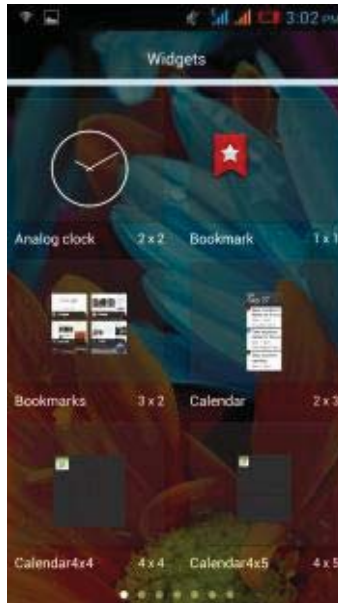 3:02 PM
Widgets
Analog clock 2 x 2 Bookmark 1 x 1
Bookmarks 3 x 2 Calendar 2 x 3
Calendar4x4 4 x 4 Calendar4x5 4 x 5